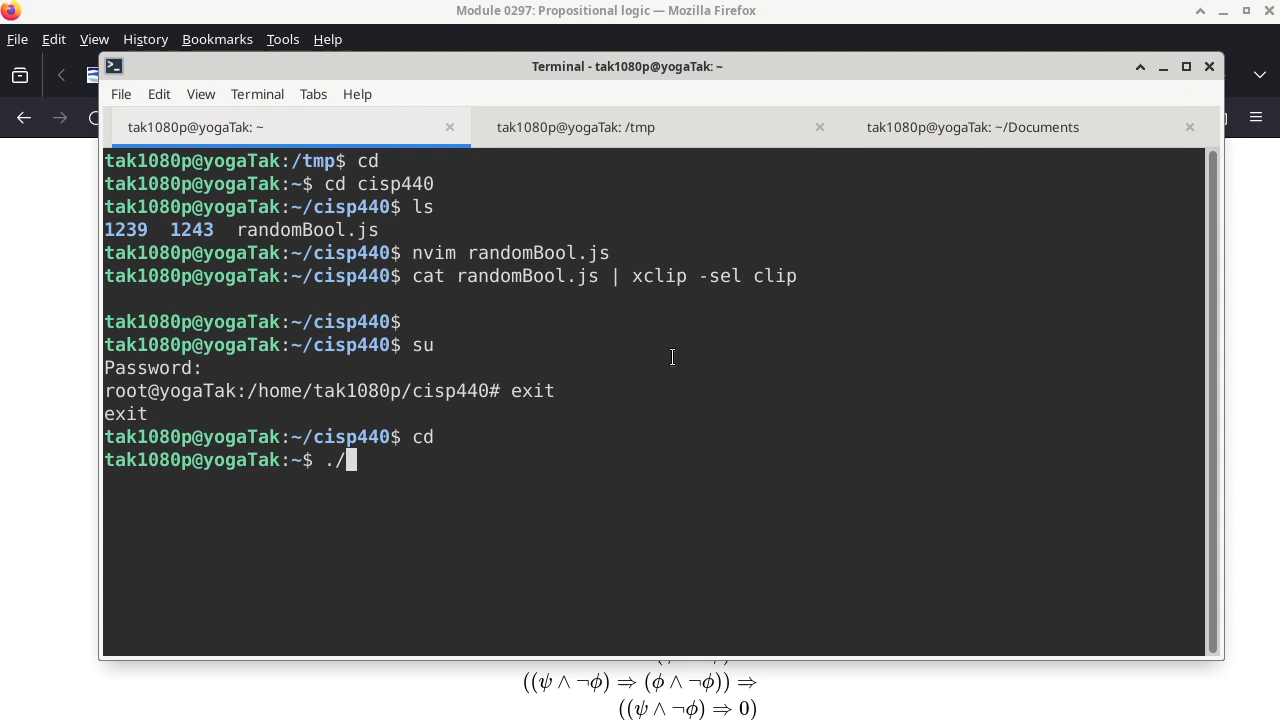 Module 0297: Propositional logic — Mozilla Firefox
File Edit View History Bookmarks Tools Help
Terminal - tak1080p@yogaTak: ~
File Edit View Terminal Tabs Help
tak1080p@yogaTak: ~ tak1080p@yogaTak: /tmp tak1080p@yogaTak: ~/Documents
tak1080p@yogaTak:/tmp$ cd
tak1080p@yogaTak:~$ cd cisp440
tak1080p@yogaTak:~/cisp440$ ls
1239 1243 randomBool.js
tak1080p@yogaTak:~/cisp440$ nvim randomBool.js
tak1080p@yogaTak:~/cisp440$ cat randomBool.js | xclip -sel clip
tak1080p@yogaTak:~/cisp440$
tak1080p@yogaTak:~/cisp440$ su
Password:
root@yogaTak:/home/tak1080p/cisp440# exit
exit
tak1080p@yogaTak:~/cisp440$ cd
tak1080p@yogaTak:~$ ./
((ψ ∧ ¬ϕ) ⇒ (ϕ ∧ ¬ϕ)) ⇒
((ψ ∧ ¬ϕ) ⇒ 0)